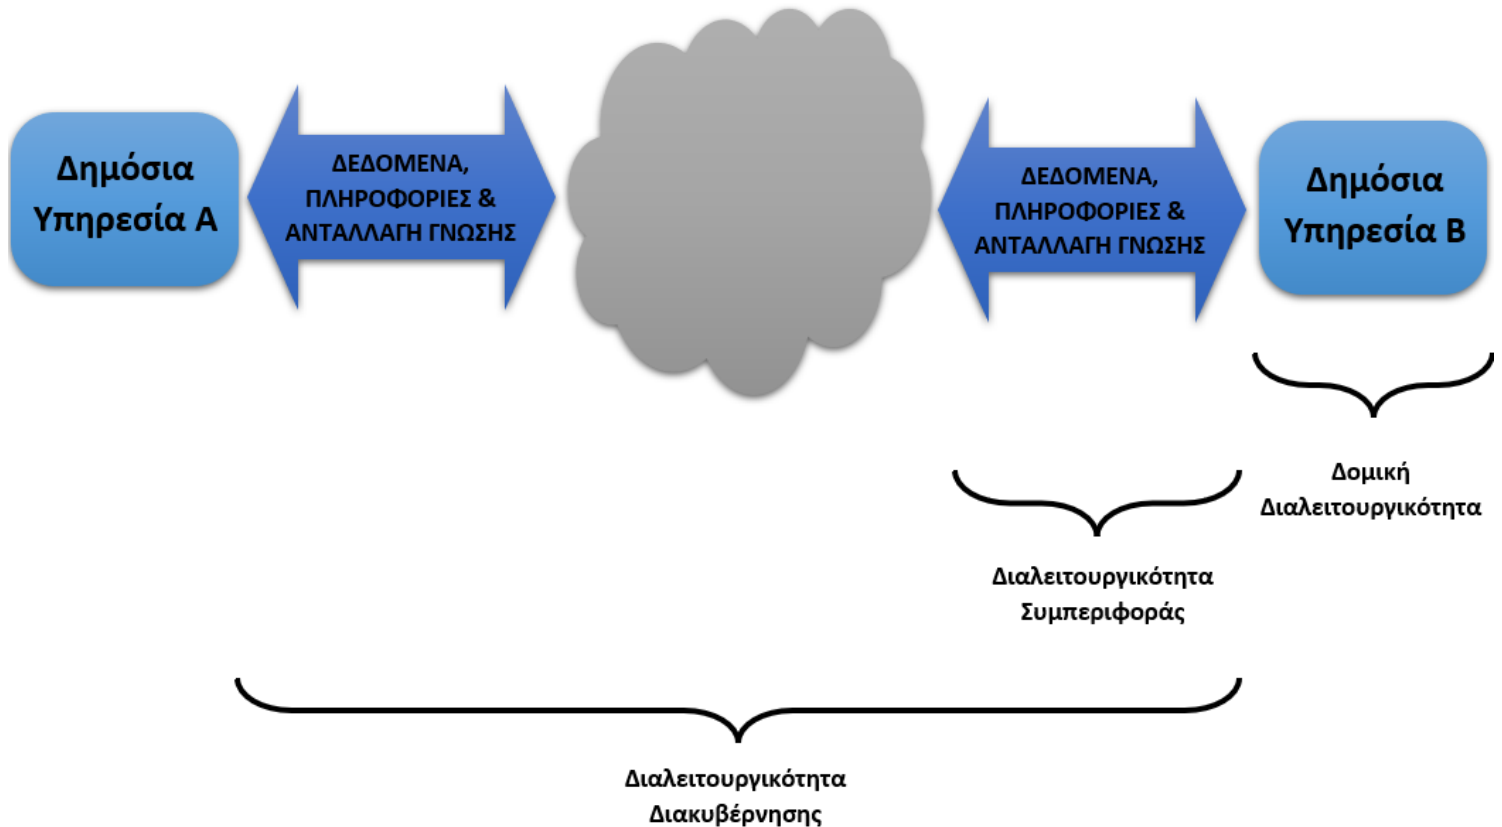 Δημόσια
Υπηρεσία Α
ΔΕΔΟΜΕΝΑ,
ΠΛΗΡΟΦΟΡΙΕΣ &
ΑΝΤΑΛΛΑΓΗ ΓΝΩΣΗΣ
ΔΕΔΟΜΕΝΑ,
ΠΛΗΡΟΦΟΡΙΕΣ &
ΑΝΤΑΛΛΑΓΗ ΓΝΩΣΗΣ
Δημόσια
Υπηρεσία Β
Δομική
Διαλειτουργικότητα
Διαλειτουργικότητα
Συμπεριφοράς
Διαλειτουργικότητα
Διακυβέρνησης